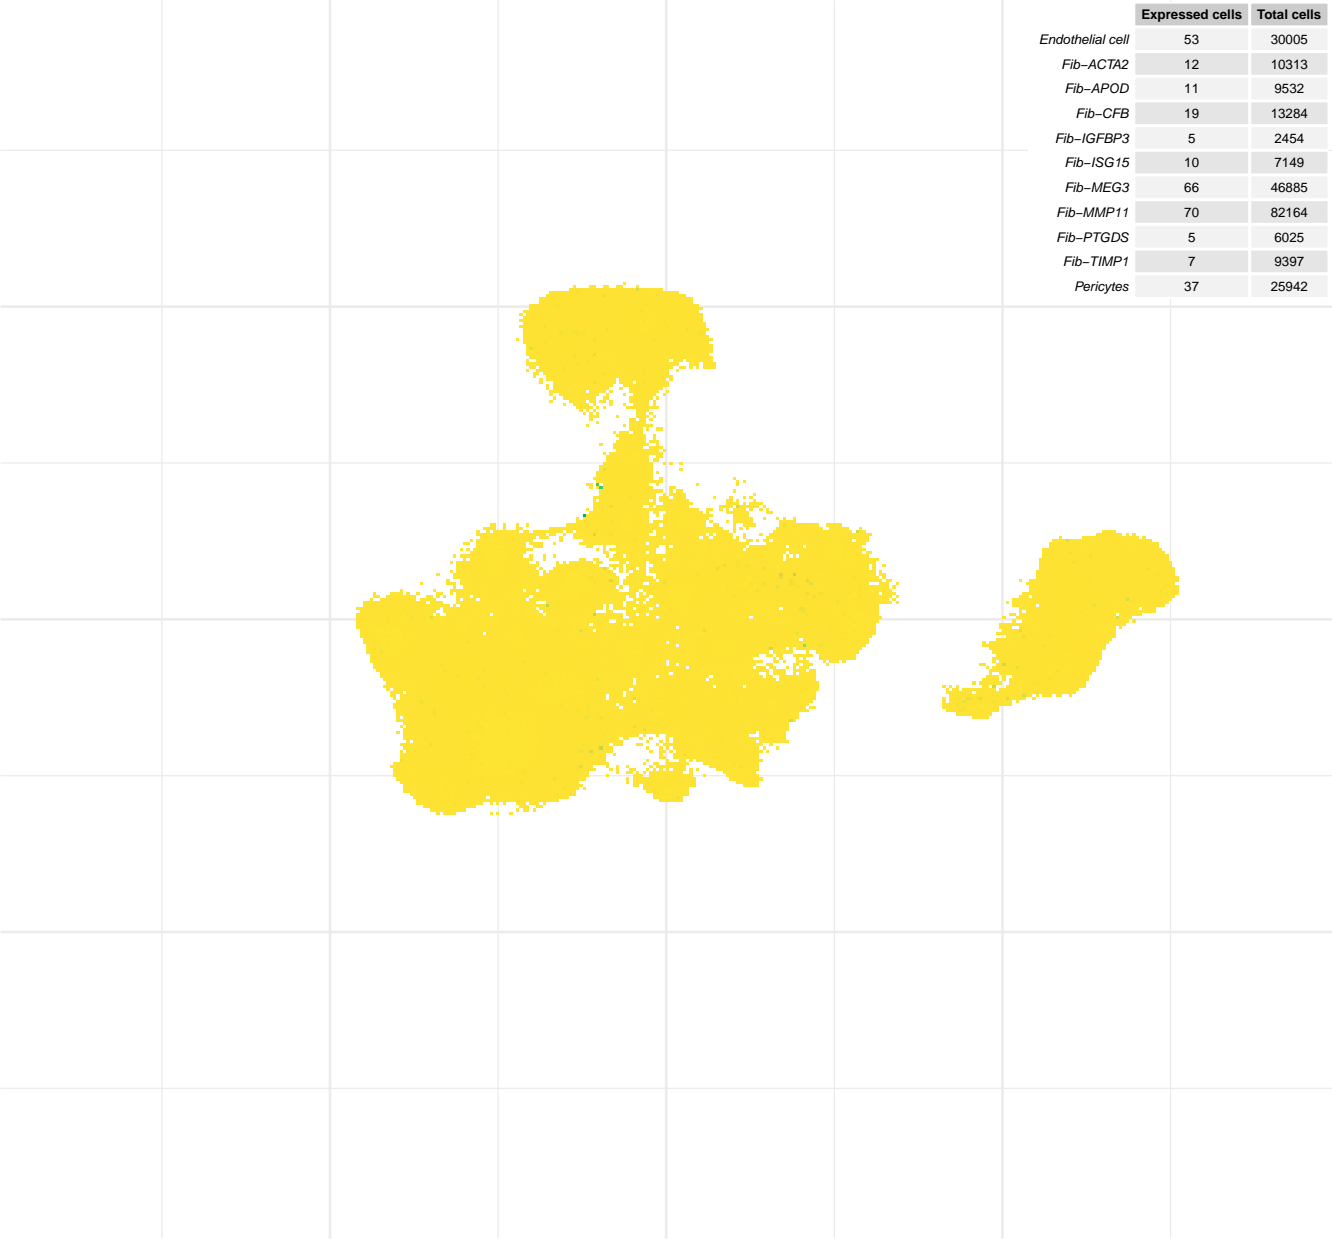 Expressed cells Total cells
Endothelial cell 53 30005
Fib−ACTA2 12 10313
Fib−APOD 11 9532
Fib−CFB 19 13284
Fib−IGFBP3 5 2454
Fib−ISG15 10 7149
Fib−MEG3 66 46885
Fib−MMP11 70 82164
Fib−PTGDS 5 6025
Fib−TIMP1 7 9397
Pericytes 37 25942